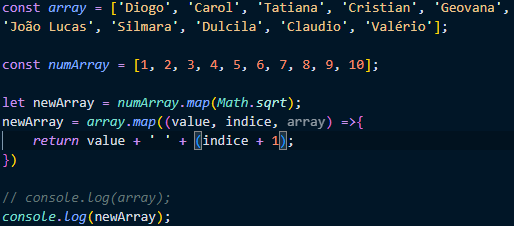 const array = ['Diogo', 'Carol', 'Tatiana', 'Cristian', 'Geovana',
'João Lucas', 'Silmara', 'Dulcila', 'Claudio', 'Valério'];
const numArray = [1, 2, 3, 4, 5, 6, 7, 8, 9, 10];
let newArray = numArray.map(Math.sqrt);
newArray = array.map((value, indice, array) =>{
return value + ' ' + (indice + 1);
})
// console.log(array);
console.log(newArray);